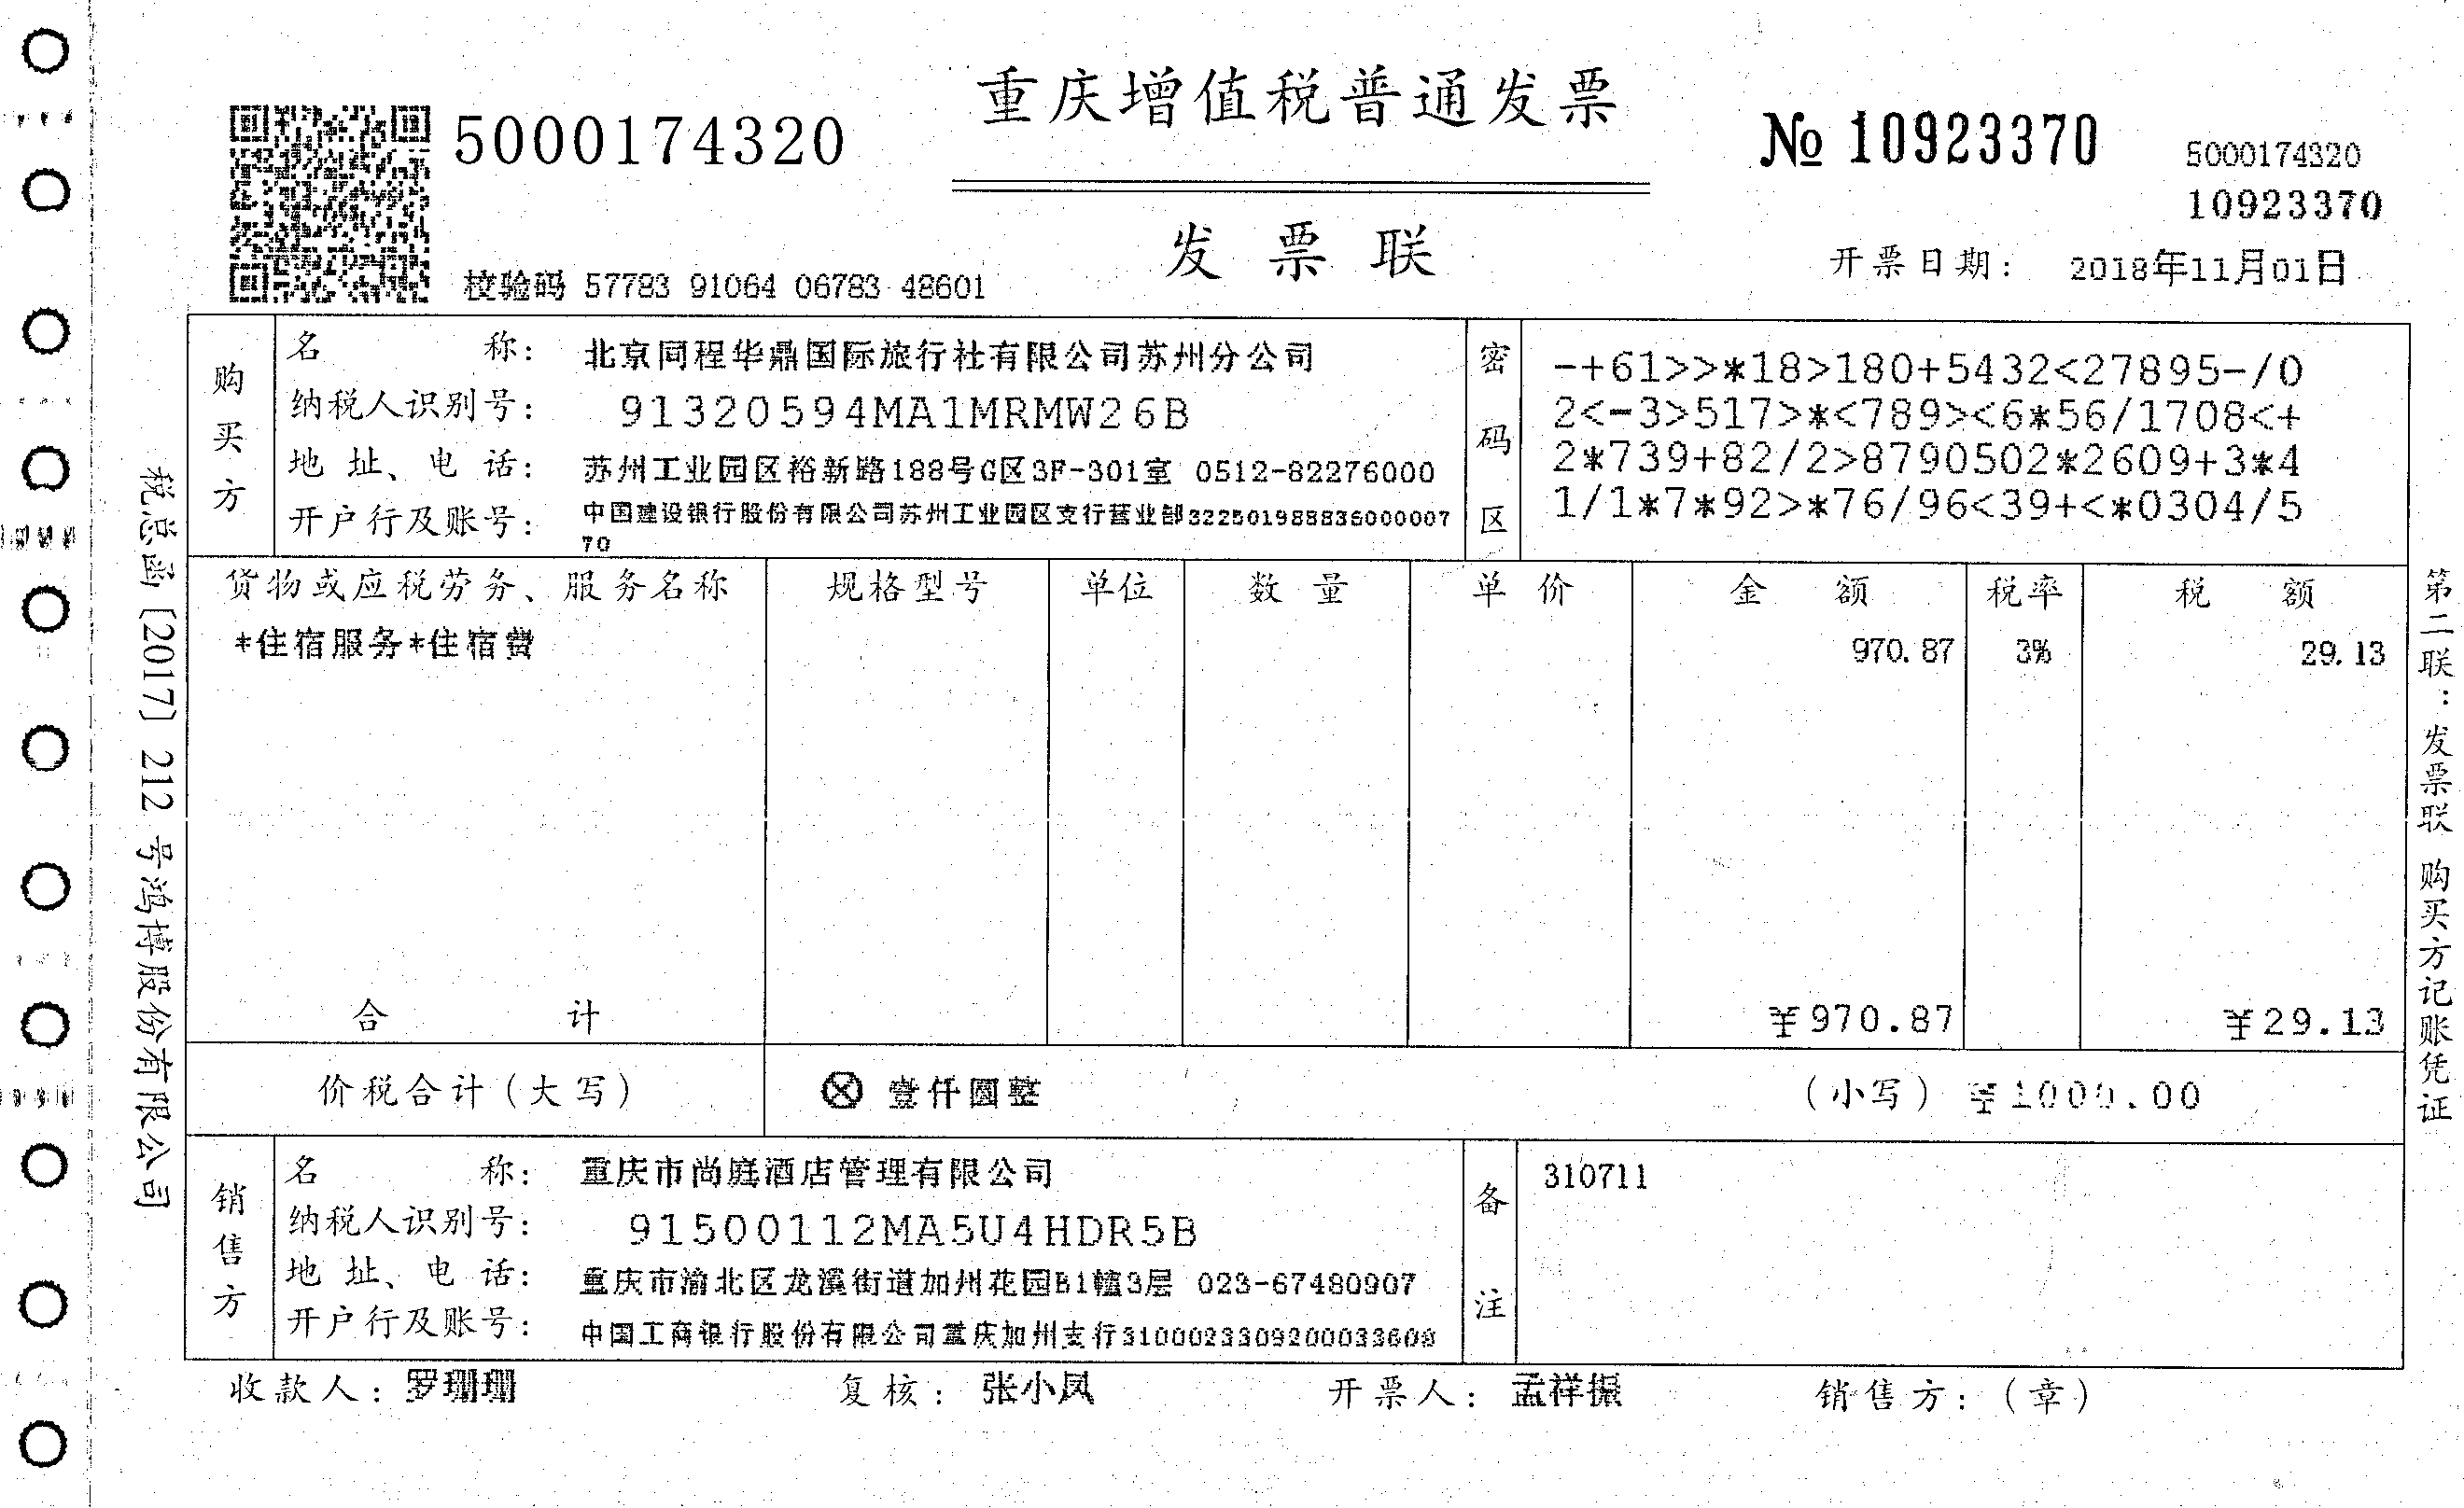 重庆增值税普通发票
5000174320
№ 10923370
5000174320
10923370
发票联
校验码 57783 91064 06783 48601
开票日期： 2018年11月01日
购买方
名称： 北京同程华鼎国际旅行社有限公司苏州分公司
纳税人识别号： 91320594MA1MRMW26B
地址、电话： 苏州工业园区裕新路188号C区3F-301室 0512-82276000
开户行及账号： 中国建设银行股份有限公司苏州工业园区支行营业部322501988836000007
70
密码区
-+61>>*18>180+5432<27895-/0
2<-3>517>*<789><6*56/1708<+
2*739+82/2>8790502*2609+3*4
1/1*7*92>*76/96<39+<*0304/5
货物或应税劳务、服务名称 规格型号 单位 数量 单价 金额 税率 税额
*住宿服务*住宿费 970.87 3% 29.13
合计 ¥970.87 ¥29.13
价税合计（大写） ⊗ 壹仟圆整 （小写） ¥1000.00
销售方
名称： 重庆市尚庭酒店管理有限公司
纳税人识别号： 91500112MA5U4HDR5B
地址、电话： 重庆市渝北区龙溪街道加州花园B1幢3层 023-67480907
开户行及账号： 中国工商银行股份有限公司重庆加州支行3100023309200033609
备注
310711
收款人： 罗珊珊 复核： 张小凤 开票人： 孟祥振 销售方：（章）
税总函〔2017〕212号鸿博股份有限公司
第二联：发票联 购买方记账凭证